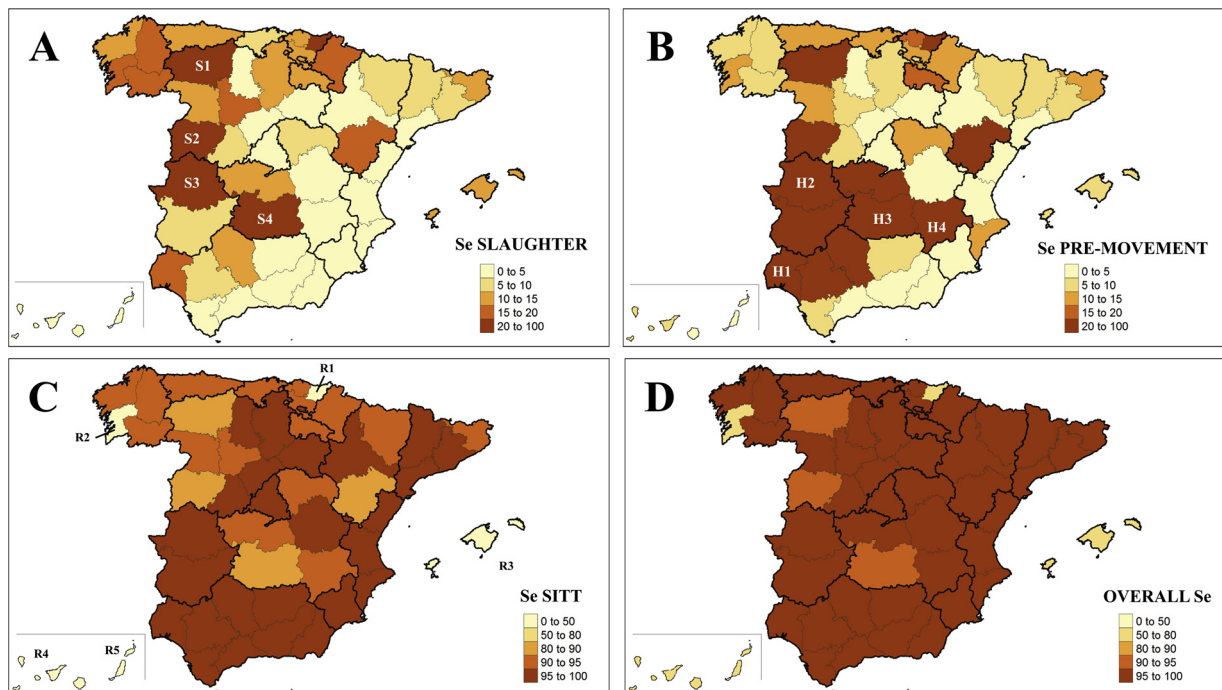 A
S1
S2
S3
S4
Se SLAUGHTER
0 to 5
5 to 10
10 to 15
15 to 20
20 to 100
B
H2
H3
H4
H1
Se PRE-MOVEMENT
0 to 5
5 to 10
10 to 15
15 to 20
20 to 100
C
R1
R2
R3
R4
R5
Se SITT
0 to 50
50 to 80
80 to 90
90 to 95
95 to 100
D
OVERALL Se
0 to 50
50 to 80
80 to 90
90 to 95
95 to 100